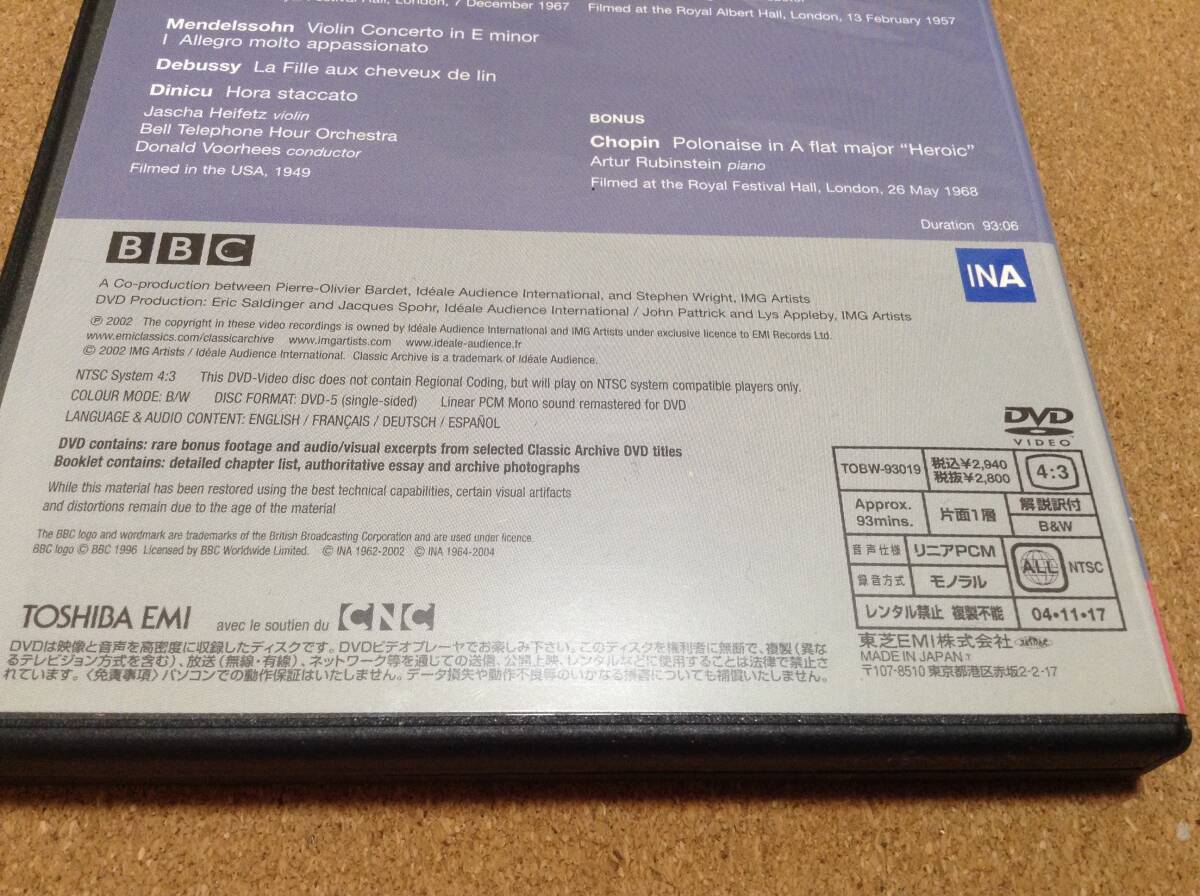 Hall, London, 7 December 1967
Filmed at the Royal Albert Hall, London, 13 February 1957
Mendelssohn Violin Concerto in E minor
I Allegro molto appassionato
Debussy La Fille aux cheveux de lin
Dinicu Hora staccato
Jascha Heifetz violin
Bell Telephone Hour Orchestra
Donald Voorhees conductor
Filmed in the USA, 1949
BONUS
Chopin Polonaise in A flat major “Heroic”
Artur Rubinstein piano
Filmed at the Royal Festival Hall, London, 26 May 1968
Duration 93:06
BBC
INA
A Co-production between Pierre-Olivier Bardet, Idéale Audience International, and Stephen Wright, IMG Artists
DVD Production: Eric Saldinger and Jacques Spohr, Idéale Audience International / John Pattrick and Lys Appleby, IMG Artists
℗ 2002 The copyright in these video recordings is owned by Idéale Audience International and IMG Artists under exclusive licence to EMI Records Ltd.
www.emiclassics.com/classicarchive www.imgartists.com www.ideale-audience.fr
© 2002 IMG Artists / Idéale Audience International. Classic Archive is a trademark of Idéale Audience.
NTSC System 4:3 This DVD-Video disc does not contain Regional Coding, but will play on NTSC system compatible players only.
COLOUR MODE: B/W DISC FORMAT: DVD-5 (single-sided) Linear PCM Mono sound remastered for DVD
LANGUAGE & AUDIO CONTENT: ENGLISH / FRANÇAIS / DEUTSCH / ESPAÑOL
DVD contains: rare bonus footage and audio/visual excerpts from selected Classic Archive DVD titles
Booklet contains: detailed chapter list, authoritative essay and archive photographs
While this material has been restored using the best technical capabilities, certain visual artifacts
and distortions remain due to the age of the material
The BBC logo and wordmark are trademarks of the British Broadcasting Corporation and are used under licence.
BBC logo © BBC 1996 Licensed by BBC Worldwide Limited. © INA 1962-2002 © INA 1964-2004
DVD
VIDEO
TOBW-93019
税込¥2,940
税抜¥2,800
4:3
Approx.
93mins.
片面1層
解説訳付
B&W
音声仕様
リニアPCM
ALL
NTSC
録音方式
モノラル
レンタル禁止 複製不能
04・11・17
TOSHIBA EMI
avec le soutien du
CNC
DVDは映像と音声を高密度に収録したディスクです。DVDビデオプレーヤでお楽しみ下さい。このディスクを権利者に無断で、複製(異な
るテレビジョン方式を含む)、放送(無線・有線)、ネットワーク等を通じての送信、公開上映、レンタルなどに使用することは法律で禁止さ
れています。〈免責事項〉パソコンでの動作保証はいたしません。データ損失や動作不良等のいかなる損害についても補償いたしません。
東芝EMI株式会社
MADE IN JAPAN T
〒107-8510 東京都港区赤坂2-2-17